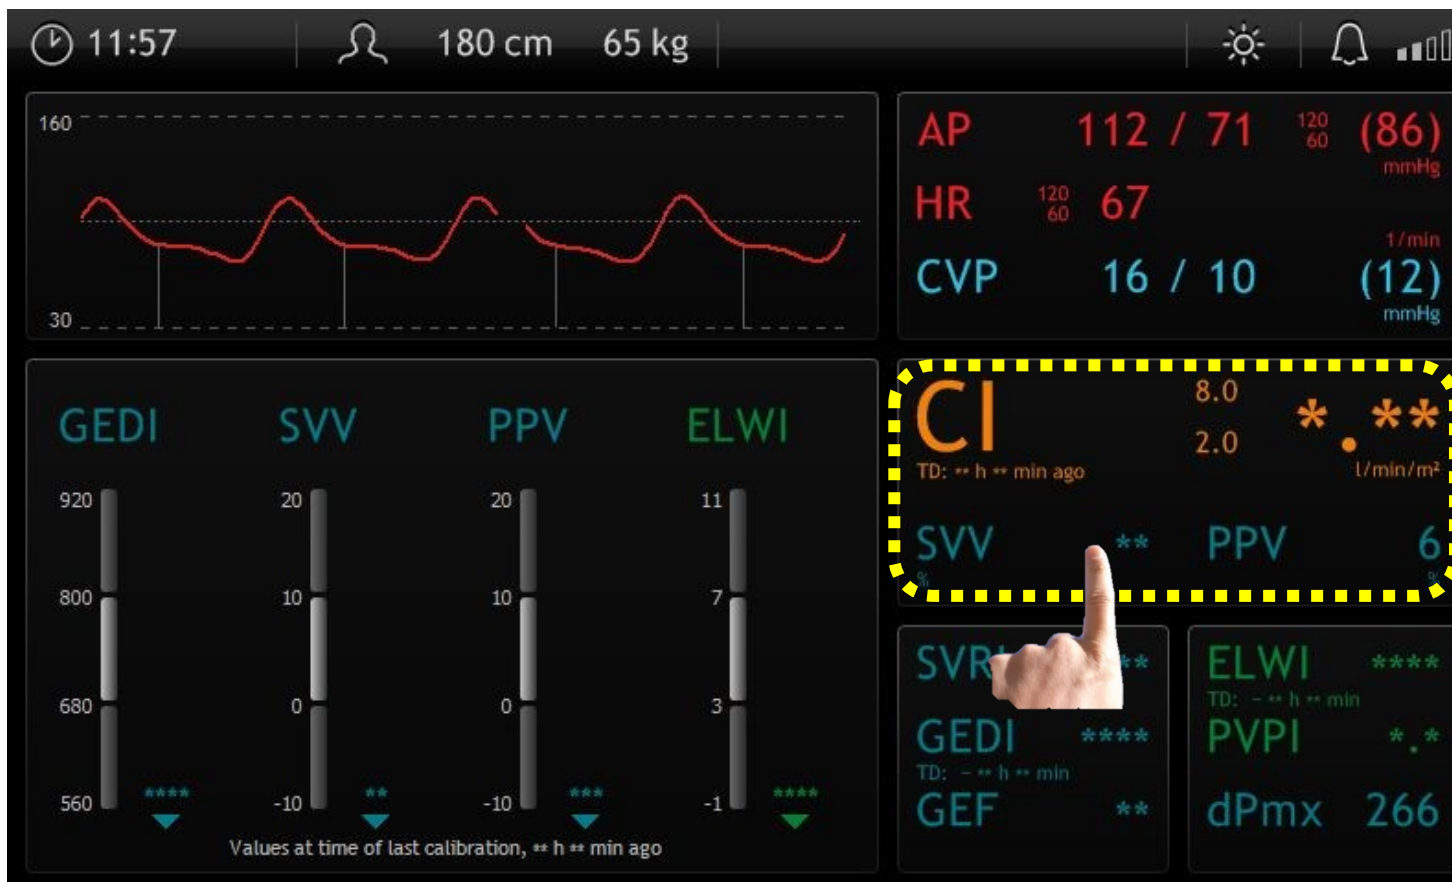 11:57 180 cm 65 kg
160
30
AP 112 / 71 120 60 (86)
mmHg
HR 120 60 67
1/min
CVP 16 / 10 (12)
mmHg
GEDI SVV PPV ELWI
920 20 20 11
800 10 10 7
680 0 0 3
560 -10 -10 -1
**** ** *** ****
Values at time of last calibration, ** h ** min ago
CI 8.0 2.0 *.**
TD: ** h ** min ago l/min/m²
SVV ** PPV 6
% %
**
GEDI ****
TD: - ** h ** min
GEF **
ELWI ****
TD: - ** h ** min
PVPI *.*
dPmx 266